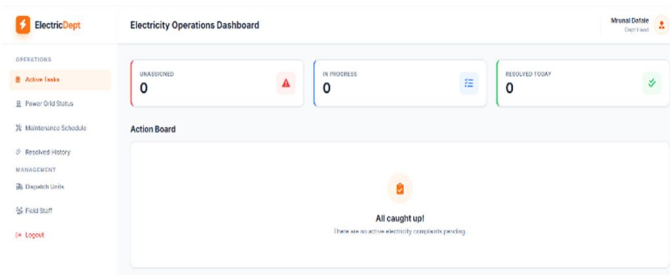 ElectricDept
Electricity Operations Dashboard
Mrunal Dafale
Dept Head
OPERATIONS
Active Tasks
Power Grid Status
Maintenance Schedule
Resolved History
MANAGEMENT
Dispatch Units
Field Staff
Logout
UNASSIGNED
0
IN PROGRESS
0
RESOLVED TODAY
0
Action Board
All caught up!
There are no active electricity complaints pending.